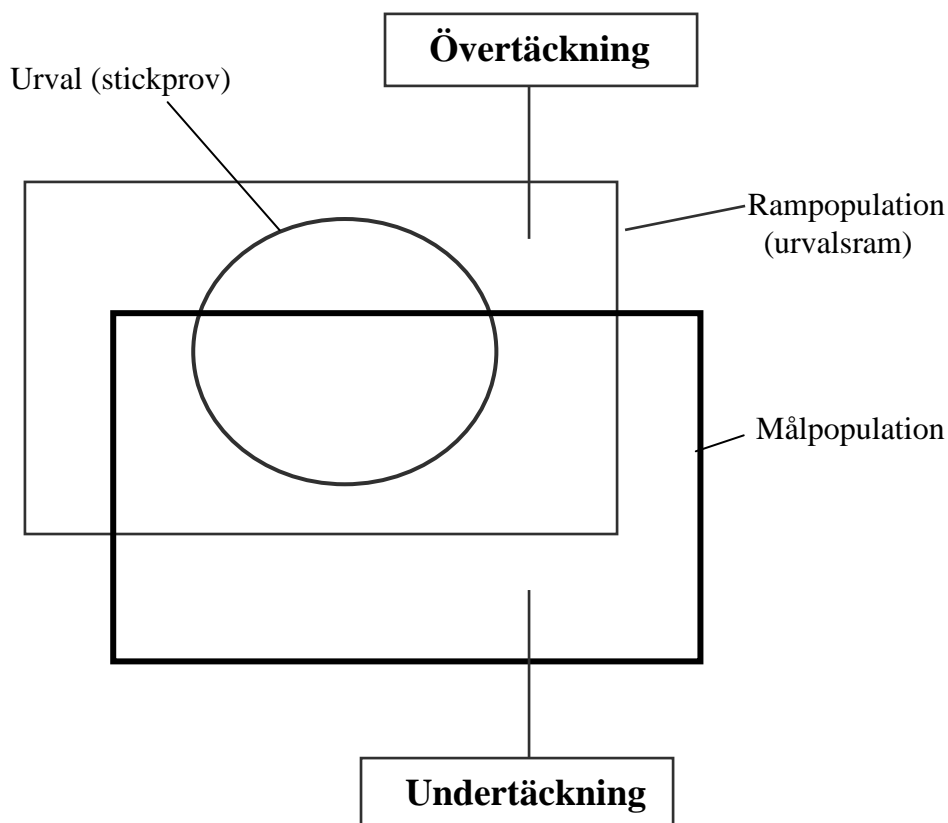 Övertäckning
Urval (stickprov)
Rampopulation
(urvalsram)
Målpopulation
Undertäckning